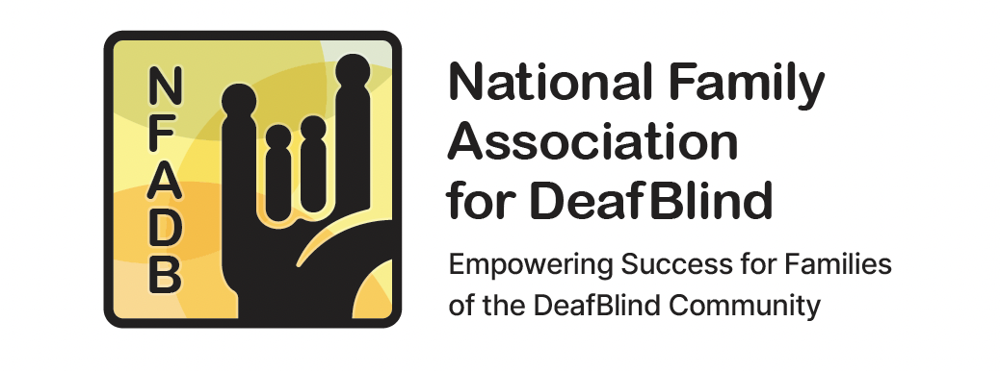 N
F
A
D
B
National Family
Association
for DeafBlind
Empowering Success for Families
of the DeafBlind Community